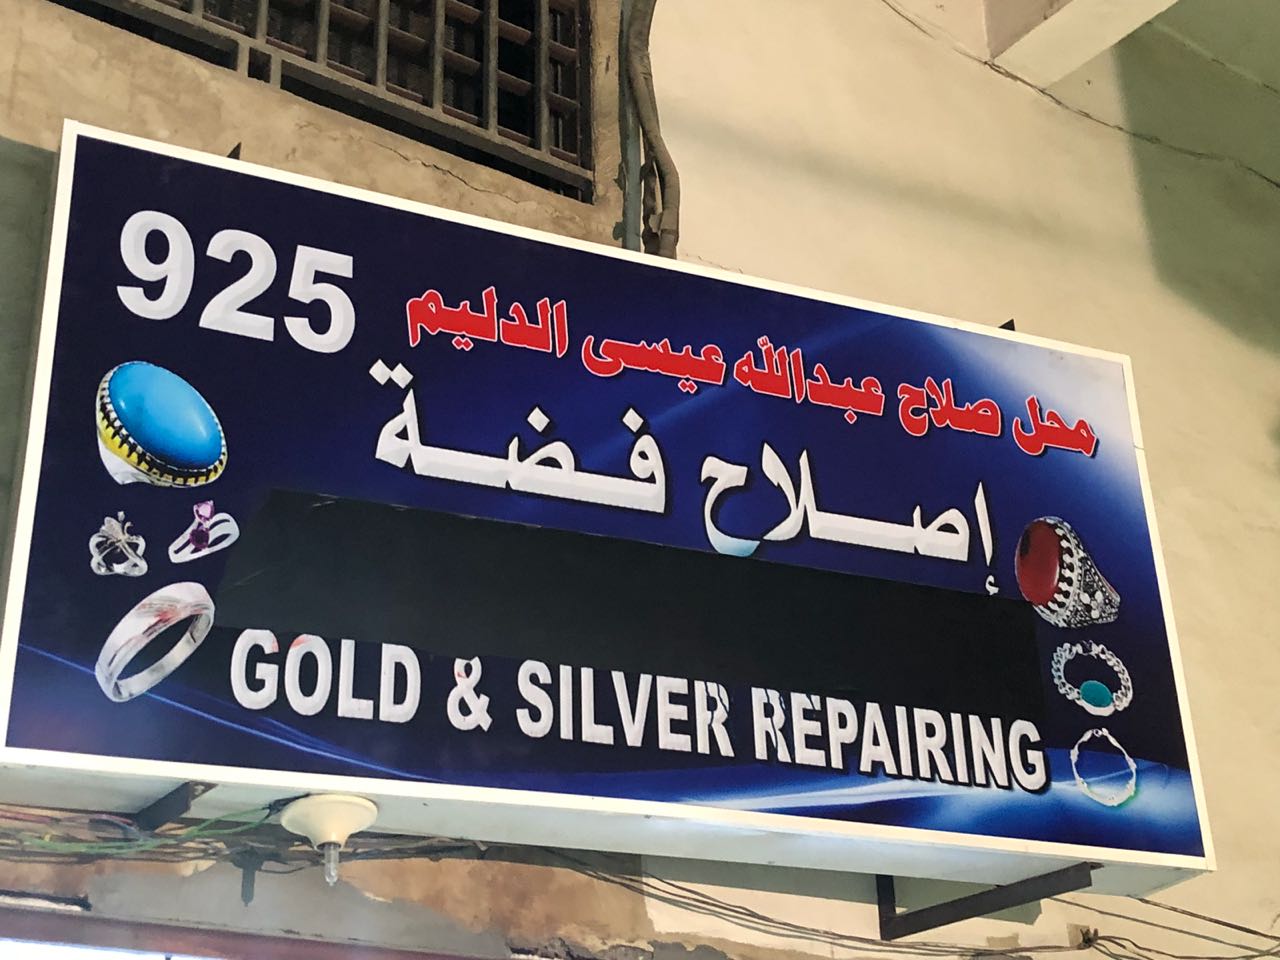 925
محل صلاح عبدالله عيسى الدليم
إصلاح فضة
GOLD & SILVER REPAIRING